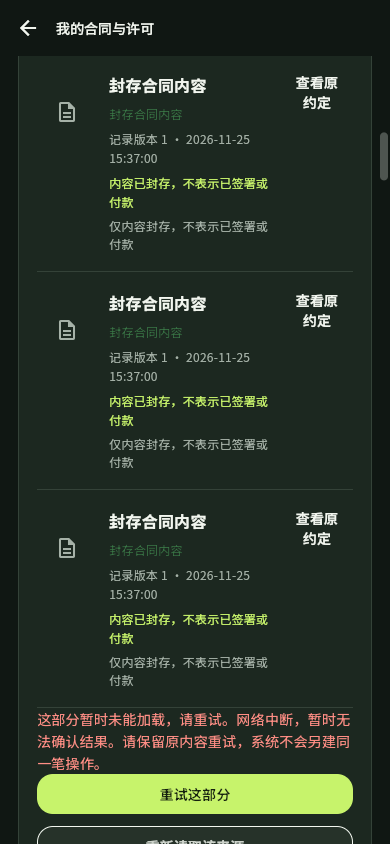 我的合同与许可
封存合同内容
查看原
约定
封存合同内容
记录版本 1 · 2026-11-25
15:37:00
内容已封存，不表示已签署或
付款
仅内容封存，不表示已签署或
付款
封存合同内容
查看原
约定
封存合同内容
记录版本 1 · 2026-11-25
15:37:00
内容已封存，不表示已签署或
付款
仅内容封存，不表示已签署或
付款
封存合同内容
查看原
约定
封存合同内容
记录版本 1 · 2026-11-25
15:37:00
内容已封存，不表示已签署或
付款
仅内容封存，不表示已签署或
付款
这部分暂时未能加载，请重试。网络中断，暂时无
法确认结果。请保留原内容重试，系统不会另建同
一笔操作。
重试这部分